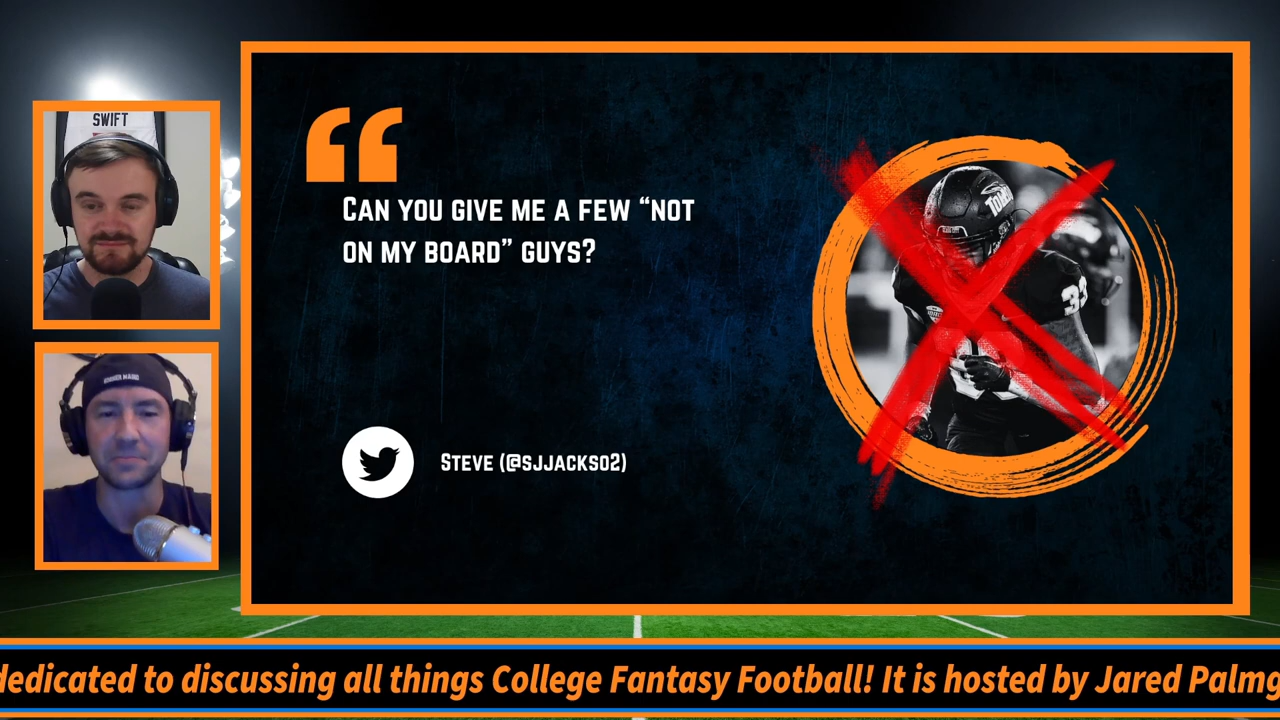 SWIFT
“
CAN YOU GIVE ME A FEW “NOT
ON MY BOARD” GUYS?
STEVE (@SJJACKSO2)
dedicated to discussing all things College Fantasy Football! It is hosted by Jared Palmg